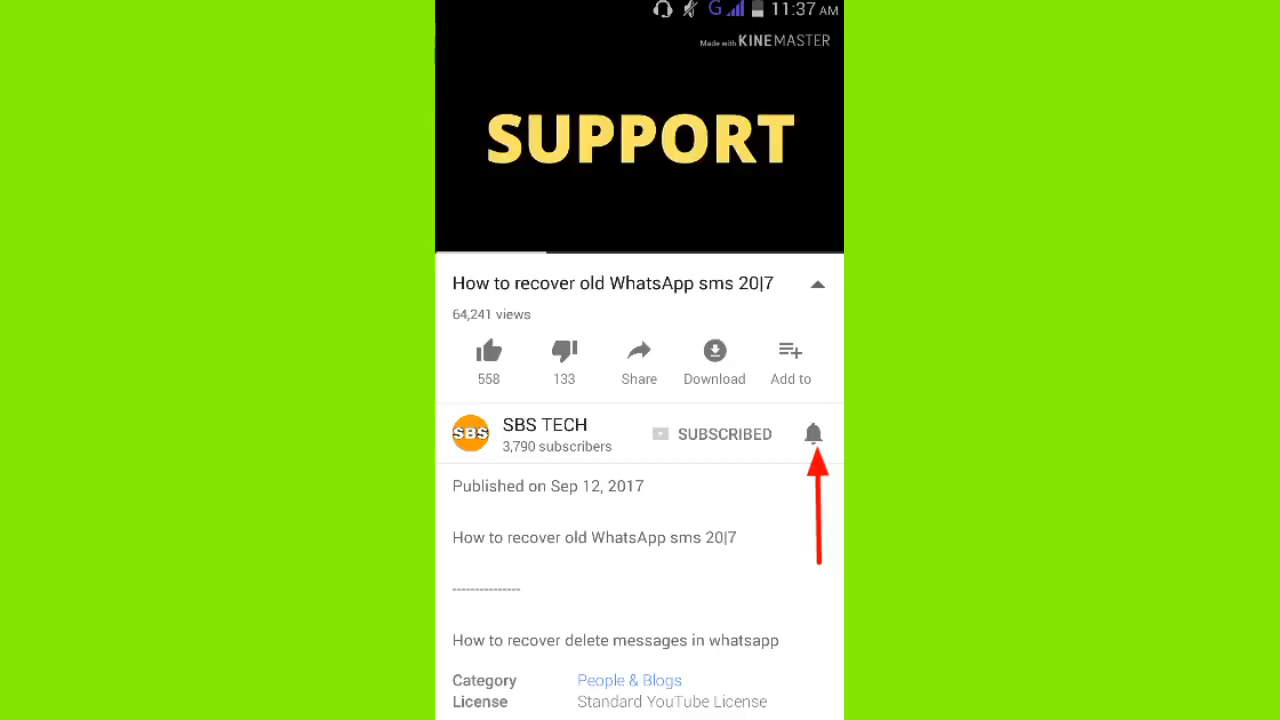 G 11:37 AM
Made with KINEMASTER
SUPPORT
How to recover old WhatsApp sms 20|7
64,241 views
558 133 Share Download Add to
SBS SBS TECH SUBSCRIBED
3,790 subscribers
Published on Sep 12, 2017
How to recover old WhatsApp sms 20|7
---------------
How to recover delete messages in whatsapp
Category People & Blogs
License Standard YouTube License